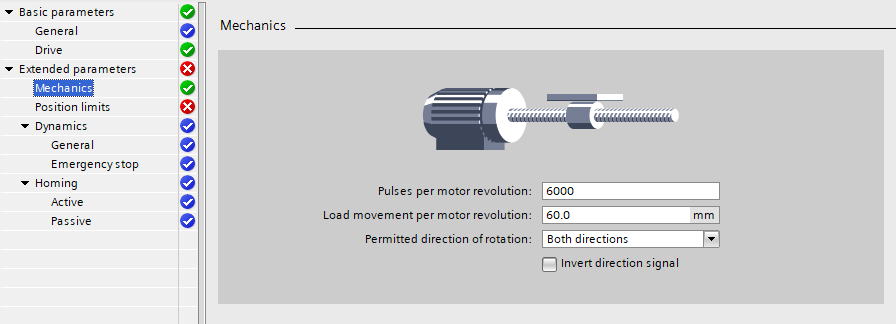 Basic parameters
General
Drive
Extended parameters
Mechanics
Position limits
Dynamics
General
Emergency stop
Homing
Active
Passive
Mechanics
Pulses per motor revolution: 6000
Load movement per motor revolution: 60.0 mm
Permitted direction of rotation: Both directions
Invert direction signal